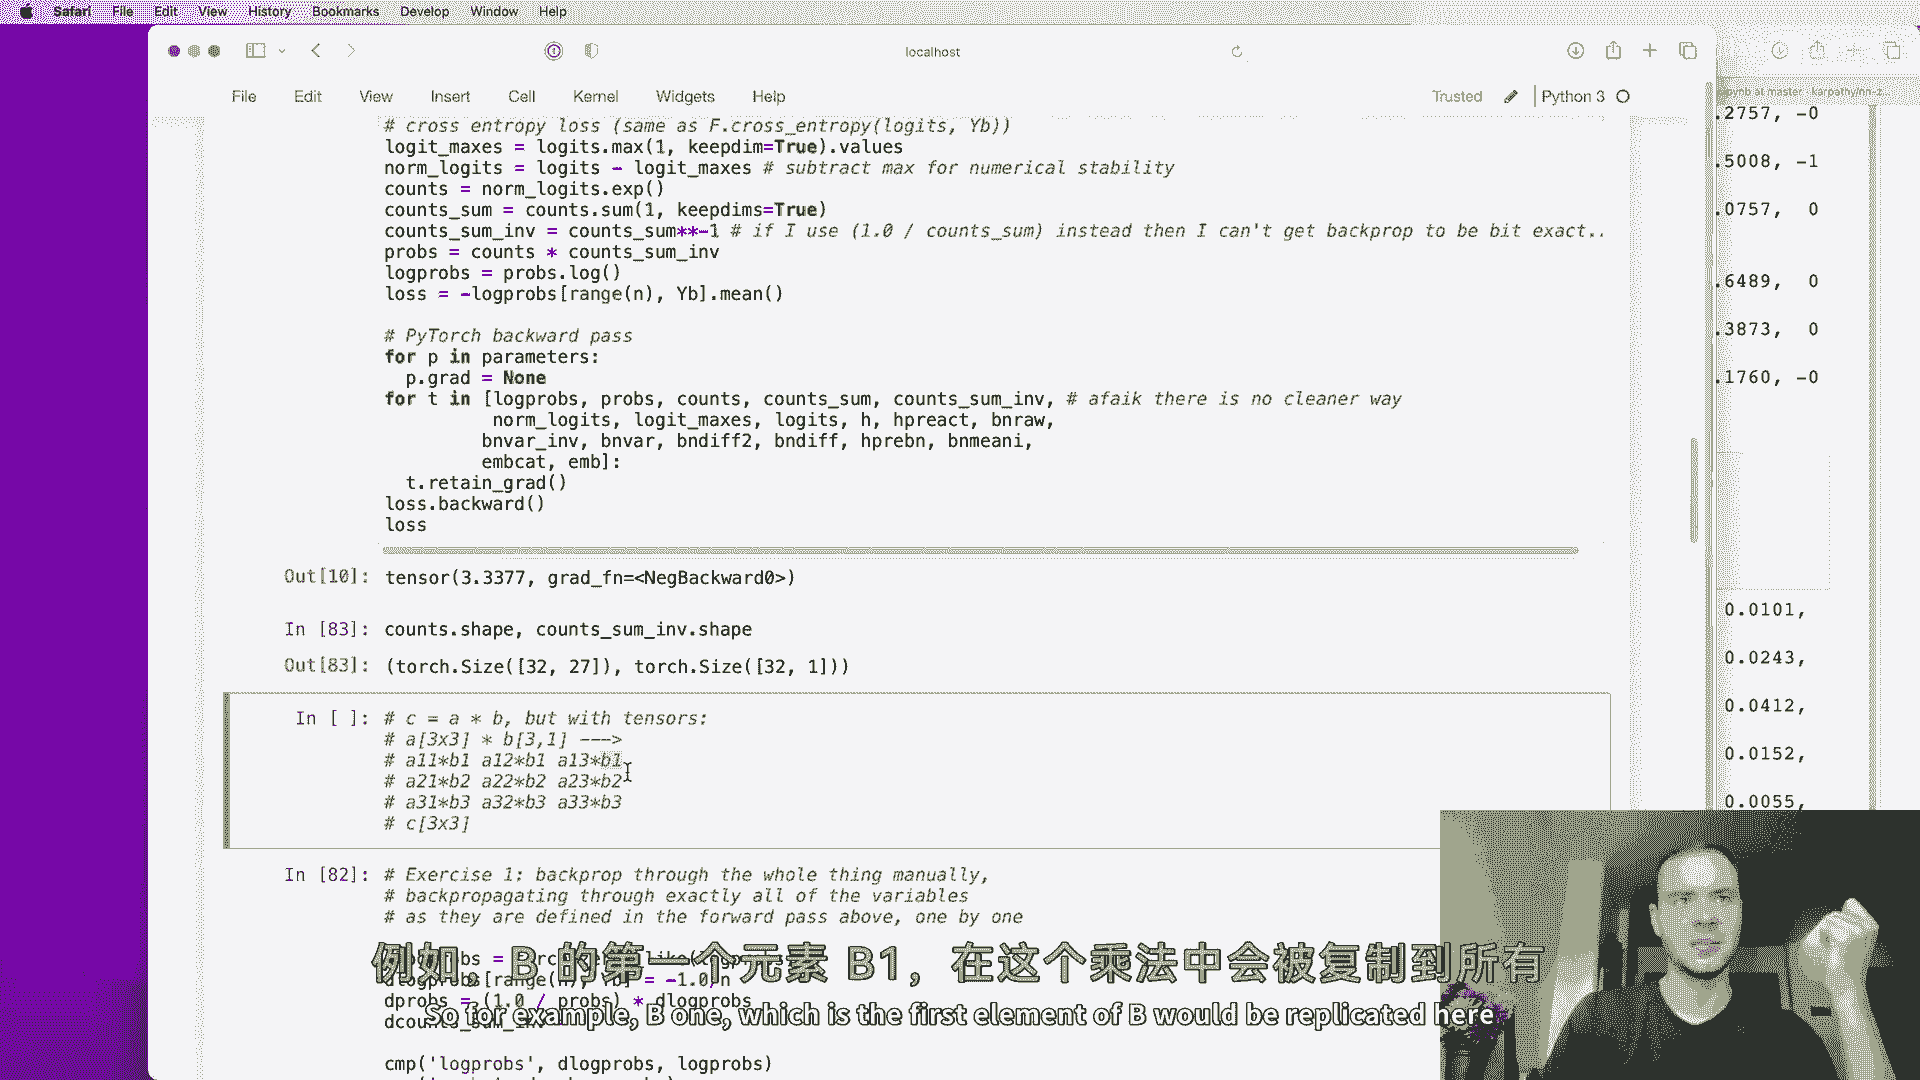 Safari File Edit View History Bookmarks Develop Window Help
localhost
File Edit View Insert Cell Kernel Widgets Help
Trusted Python 3
# cross entropy loss (same as F.cross_entropy(logits, Yb))
logit_maxes = logits.max(1, keepdim=True).values
norm_logits = logits - logit_maxes # subtract max for numerical stability
counts = norm_logits.exp()
counts_sum = counts.sum(1, keepdims=True)
counts_sum_inv = counts_sum**-1 # if I use (1.0 / counts_sum) instead then I can't get backprop to be bit exact..
probs = counts * counts_sum_inv
logprobs = probs.log()
loss = -logprobs[range(n), Yb].mean()
# PyTorch backward pass
for p in parameters:
p.grad = None
for t in [logprobs, probs, counts, counts_sum, counts_sum_inv, # afaik there is no cleaner way
norm_logits, logit_maxes, logits, h, hpreact, bnraw,
bnvar_inv, bnvar, bndiff2, bndiff, hprebn, bnmeani,
embcat, emb]:
t.retain_grad()
loss.backward()
loss
Out[10]: tensor(3.3377, grad_fn=<NegBackward0>)
In [83]: counts.shape, counts_sum_inv.shape
Out[83]: (torch.Size([32, 27]), torch.Size([32, 1]))
In [ ]: # c = a * b, but with tensors:
# a[3x3] * b[3,1] --->
# a11*b1 a12*b1 a13*b1
# a21*b2 a22*b2 a23*b2
# a31*b3 a32*b3 a33*b3
# c[3x3]
In [82]: # Exercise 1: backprop through the whole thing manually,
# backpropagating through exactly all of the variables
# as they are defined in the forward pass above, one by one
dlogprobs[range(n), Yb] = -1.0/n
dprobs = (1.0 / probs) * dlogprobs
dcounts_sum_inv
cmp('logprobs', dlogprobs, logprobs)
例如，B 的第一个元素 B1，在这个乘法中会被复制到所有
So for example, B one, which is the first element of B would be replicated here
.ipynb at master · karpathy/nn-z...
.2757, -0
.5008, -1
.0757, 0
.6489, 0
.3873, 0
.1760, -0
0.0101,
0.0243,
0.0412,
0.0152,
0.0055,